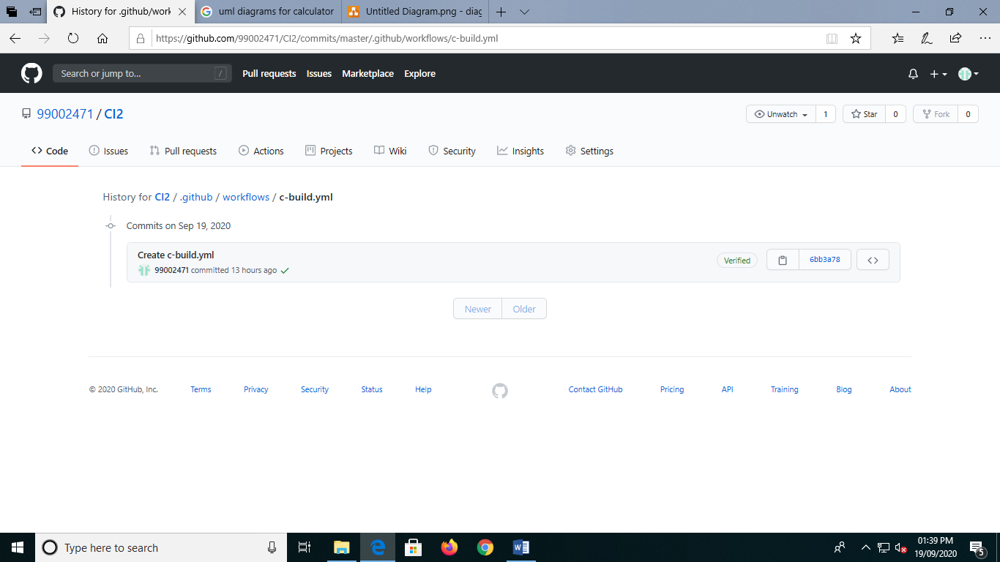 History for .github/work
uml diagrams for calculator
Untitled Diagram.png - diag
https://github.com/99002471/CI2/commits/master/.github/workflows/c-build.yml
Search or jump to...
/
Pull requests
Issues
Marketplace
Explore
99002471 / CI2
Unwatch
1
Star
0
Fork
0
Code
Issues
Pull requests
Actions
Projects
Wiki
Security
Insights
Settings
History for CI2 / .github / workflows / c-build.yml
Commits on Sep 19, 2020
Create c-build.yml
99002471 committed 13 hours ago
Verified
6bb3a78
Newer
Older
© 2020 GitHub, Inc.
Terms
Privacy
Security
Status
Help
Contact GitHub
Pricing
API
Training
Blog
About
Type here to search
01:39 PM
19/09/2020
5